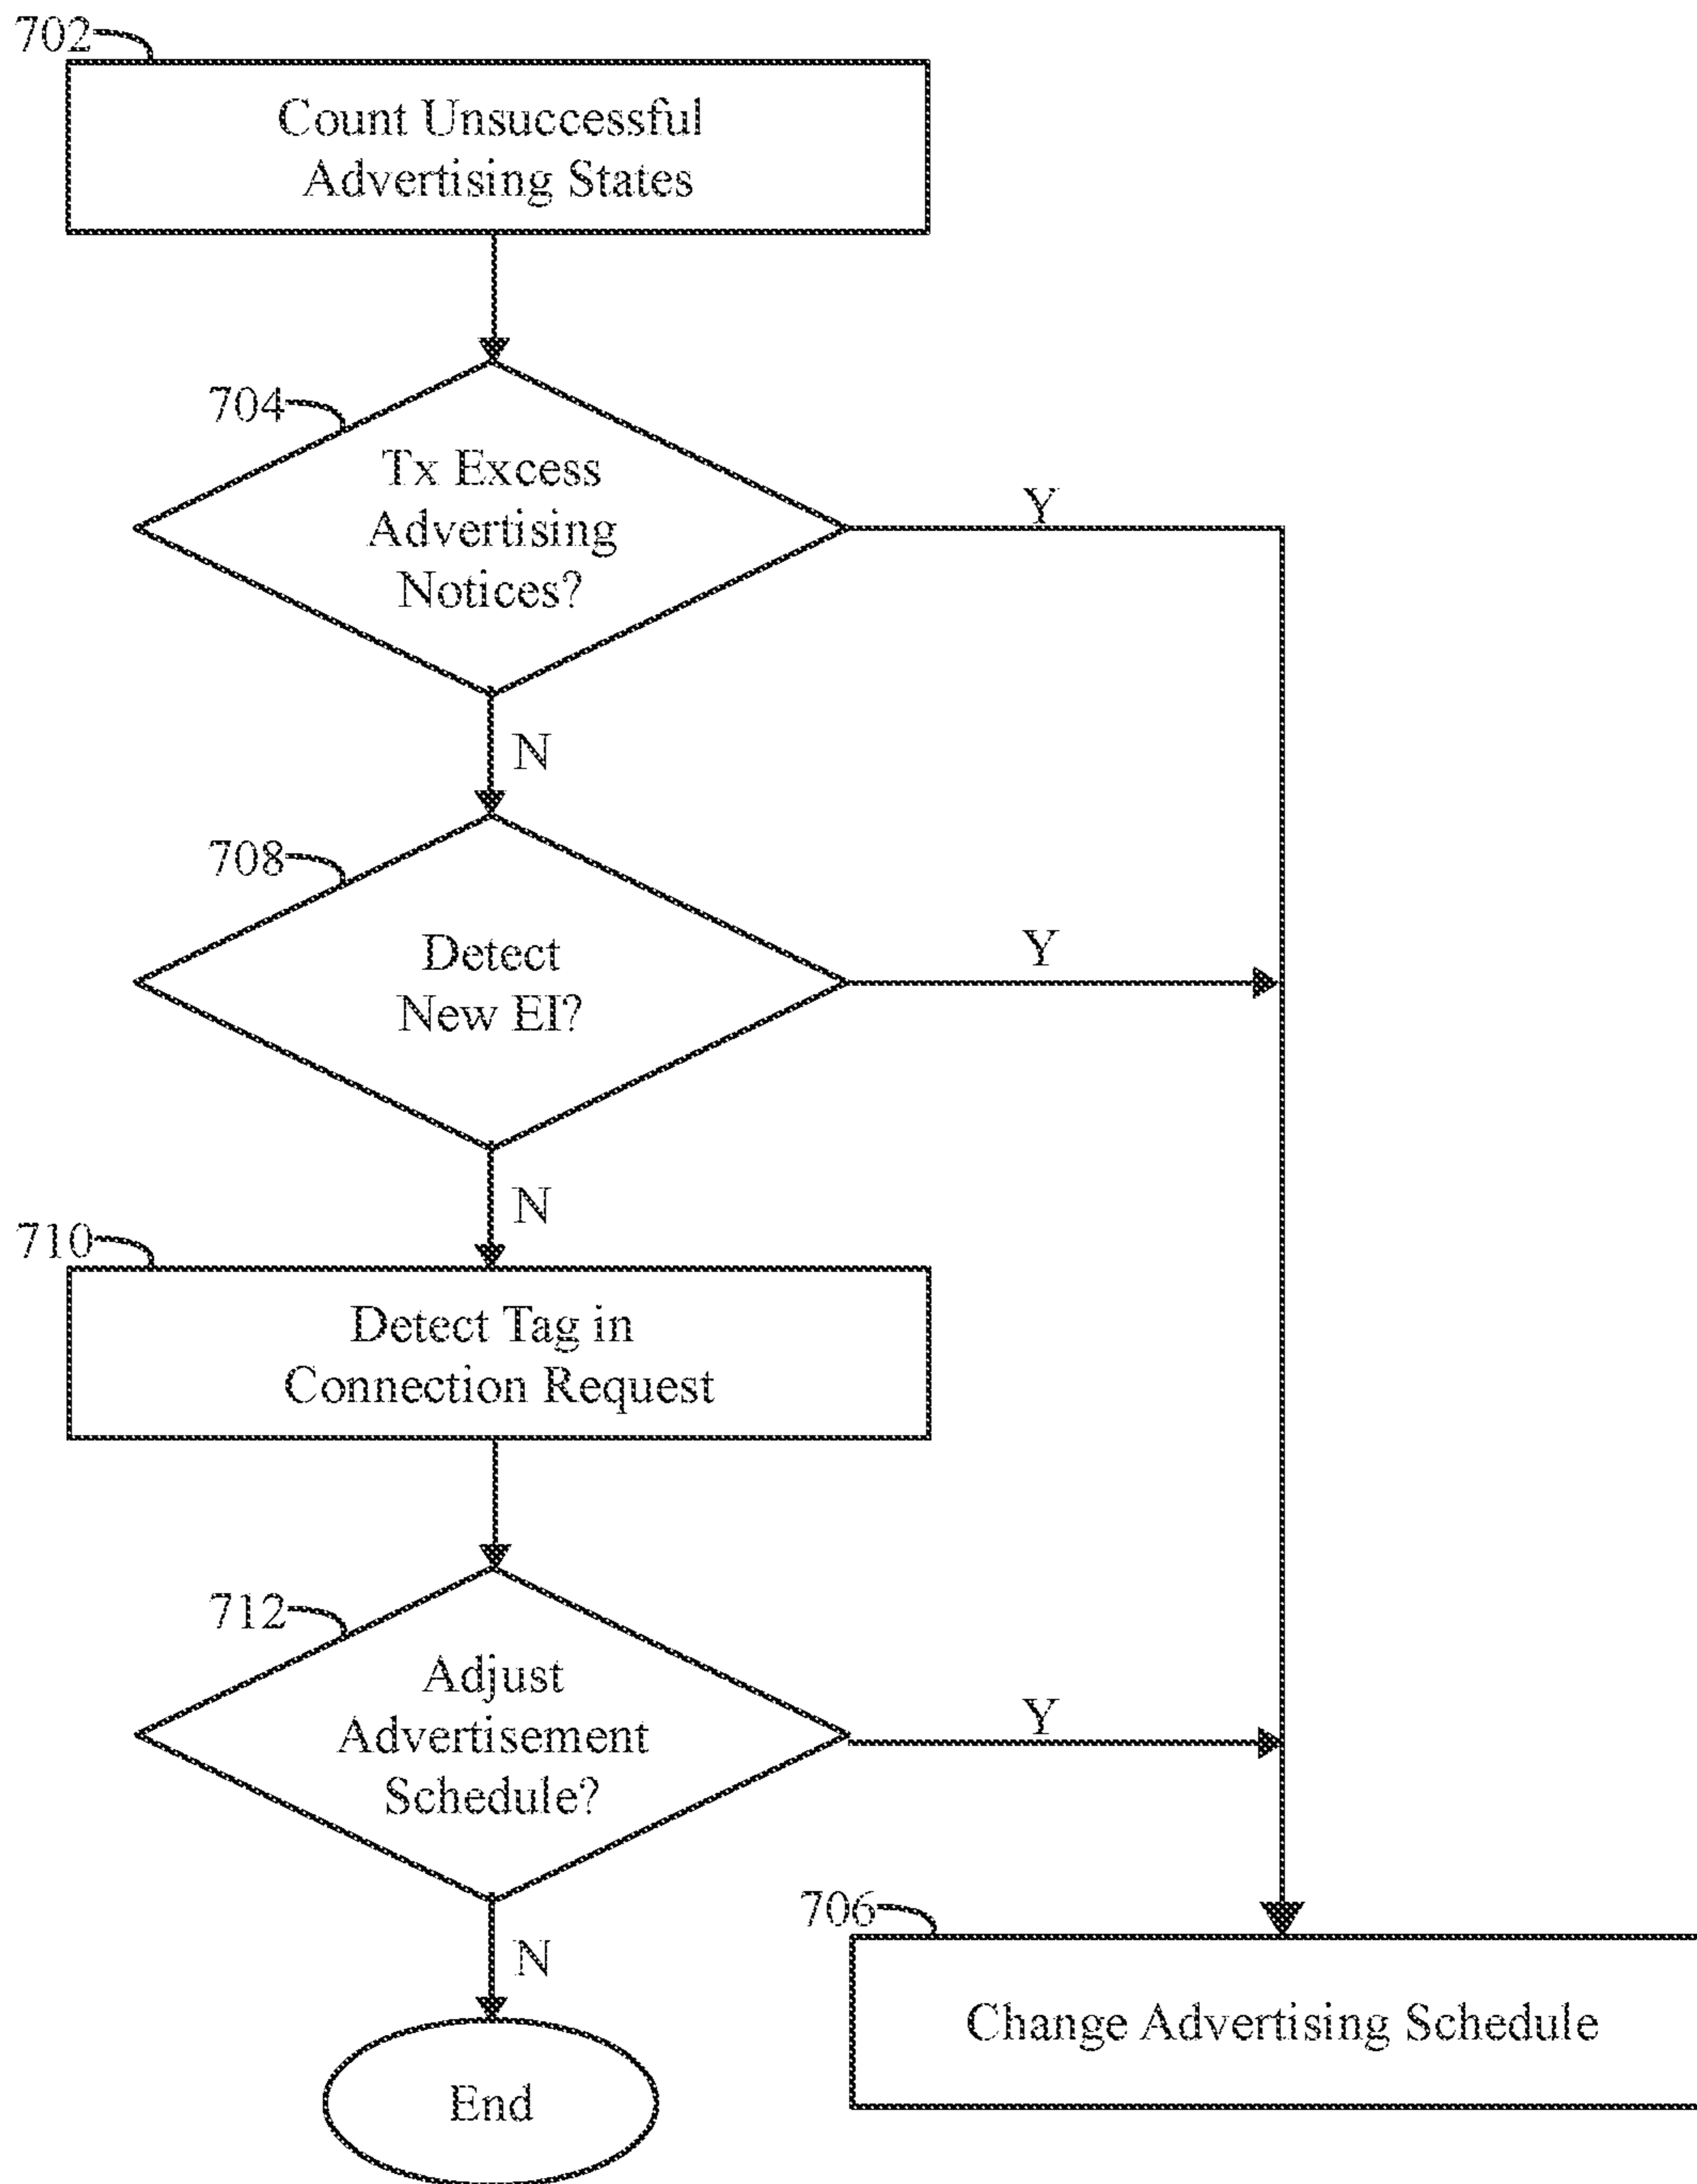 702
Count Unsuccessful
Advertising States
704
Tx Excess
Advertising
Notices?
Y
N
708
Detect
New EI?
Y
N
710
Detect Tag in
Connection Request
712
Adjust
Advertisement
Schedule?
Y
N
706
Change Advertising Schedule
End